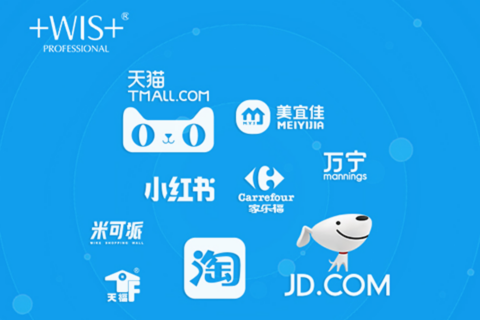 +WIS+®
PROFESSIONAL
天猫
TMALL.COM
美宜佳
MEIYIJIA
万宁
mannings
小红书
Carrefour
家乐福
米可派
天福
淘
JD.COM